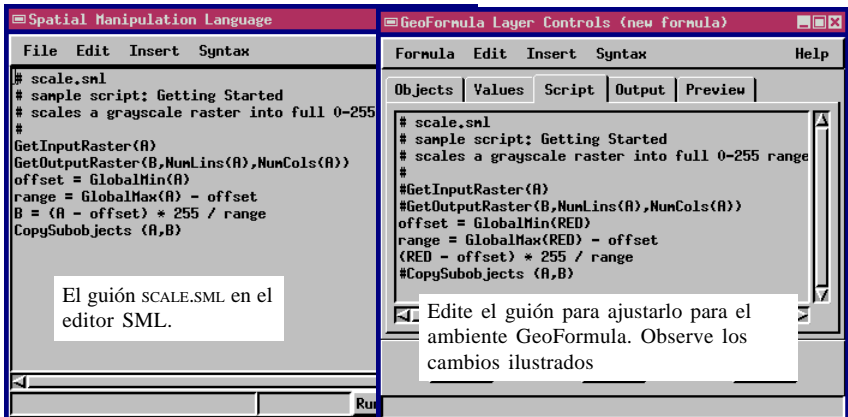 Spatial Manipulation Language
File Edit Insert Syntax
# scale.sml
# sample script: Getting Started
# scales a grayscale raster into full 0-255
#
GetInputRaster(A)
GetOutputRaster(B,NumLins(A),NumCols(A))
offset = GlobalMin(A)
range = GlobalMax(A) - offset
B = (A - offset) * 255 / range
CopySubobjects (A,B)
El guión SCALE.SML en el
editor SML.
GeoFormula Layer Controls (new formula)
Formula Edit Insert Syntax Help
Objects Values Script Output Preview
# scale.sml
# sample script: Getting Started
# scales a grayscale raster into full 0-255 range
#
#GetInputRaster(A)
#GetOutputRaster(B,NumLins(A),NumCols(A))
offset = GlobalMin(RED)
range = GlobalMax(RED) - offset
(RED - offset) * 255 / range
#CopySubobjects (A,B)
Edite el guión para ajustarlo para el
ambiente GeoFormula. Observe los
cambios ilustrados